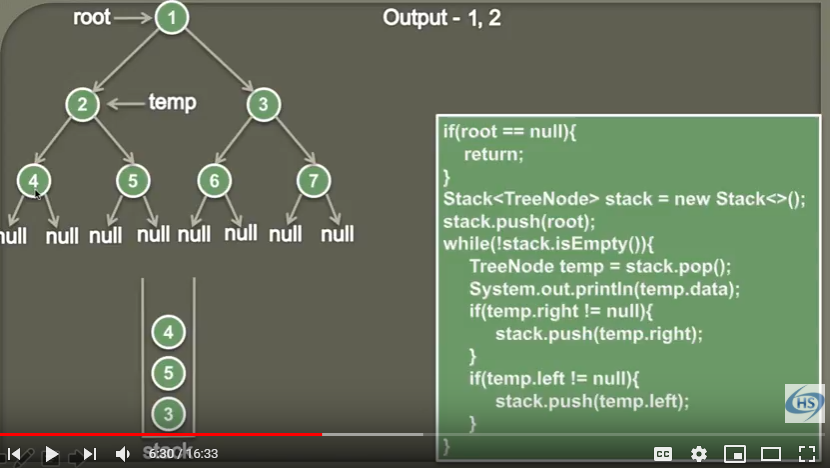 root
1
Output - 1, 2
2
temp
3
4
5
6
7
null
null
null
null
null
null
null
if(root == null){
return;
}
Stack<TreeNode> stack = new Stack<>();
stack.push(root);
while(!stack.isEmpty()){
TreeNode temp = stack.pop();
System.out.println(temp.data);
if(temp.right != null){
stack.push(temp.right);
}
if(temp.left != null){
stack.push(temp.left);
}
}
4
5
3
stack
HS
6:30 / 16:33
CC